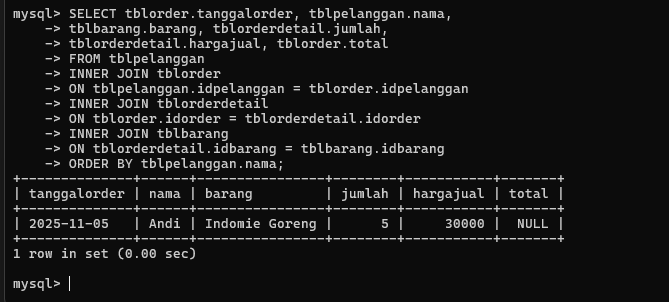 mysql> SELECT tblorder.tanggalorder, tblpelanggan.nama,
    -> tblbarang.barang, tblorderdetail.jumlah,
    -> tblorderdetail.hargajual, tblorder.total
    -> FROM tblpelanggan
    -> INNER JOIN tblorder
    -> ON tblpelanggan.idpelanggan = tblorder.idpelanggan
    -> INNER JOIN tblorderdetail
    -> ON tblorder.idorder = tblorderdetail.idorder
    -> INNER JOIN tblbarang
    -> ON tblorderdetail.idbarang = tblbarang.idbarang
    -> ORDER BY tblpelanggan.nama;
+--------------+------+----------------+--------+-----------+-------+
| tanggalorder | nama | barang         | jumlah | hargajual | total |
+--------------+------+----------------+--------+-----------+-------+
| 2025-11-05   | Andi | Indomie Goreng |      5 |     30000 |  NULL |
+--------------+------+----------------+--------+-----------+-------+
1 row in set (0.00 sec)
mysql>